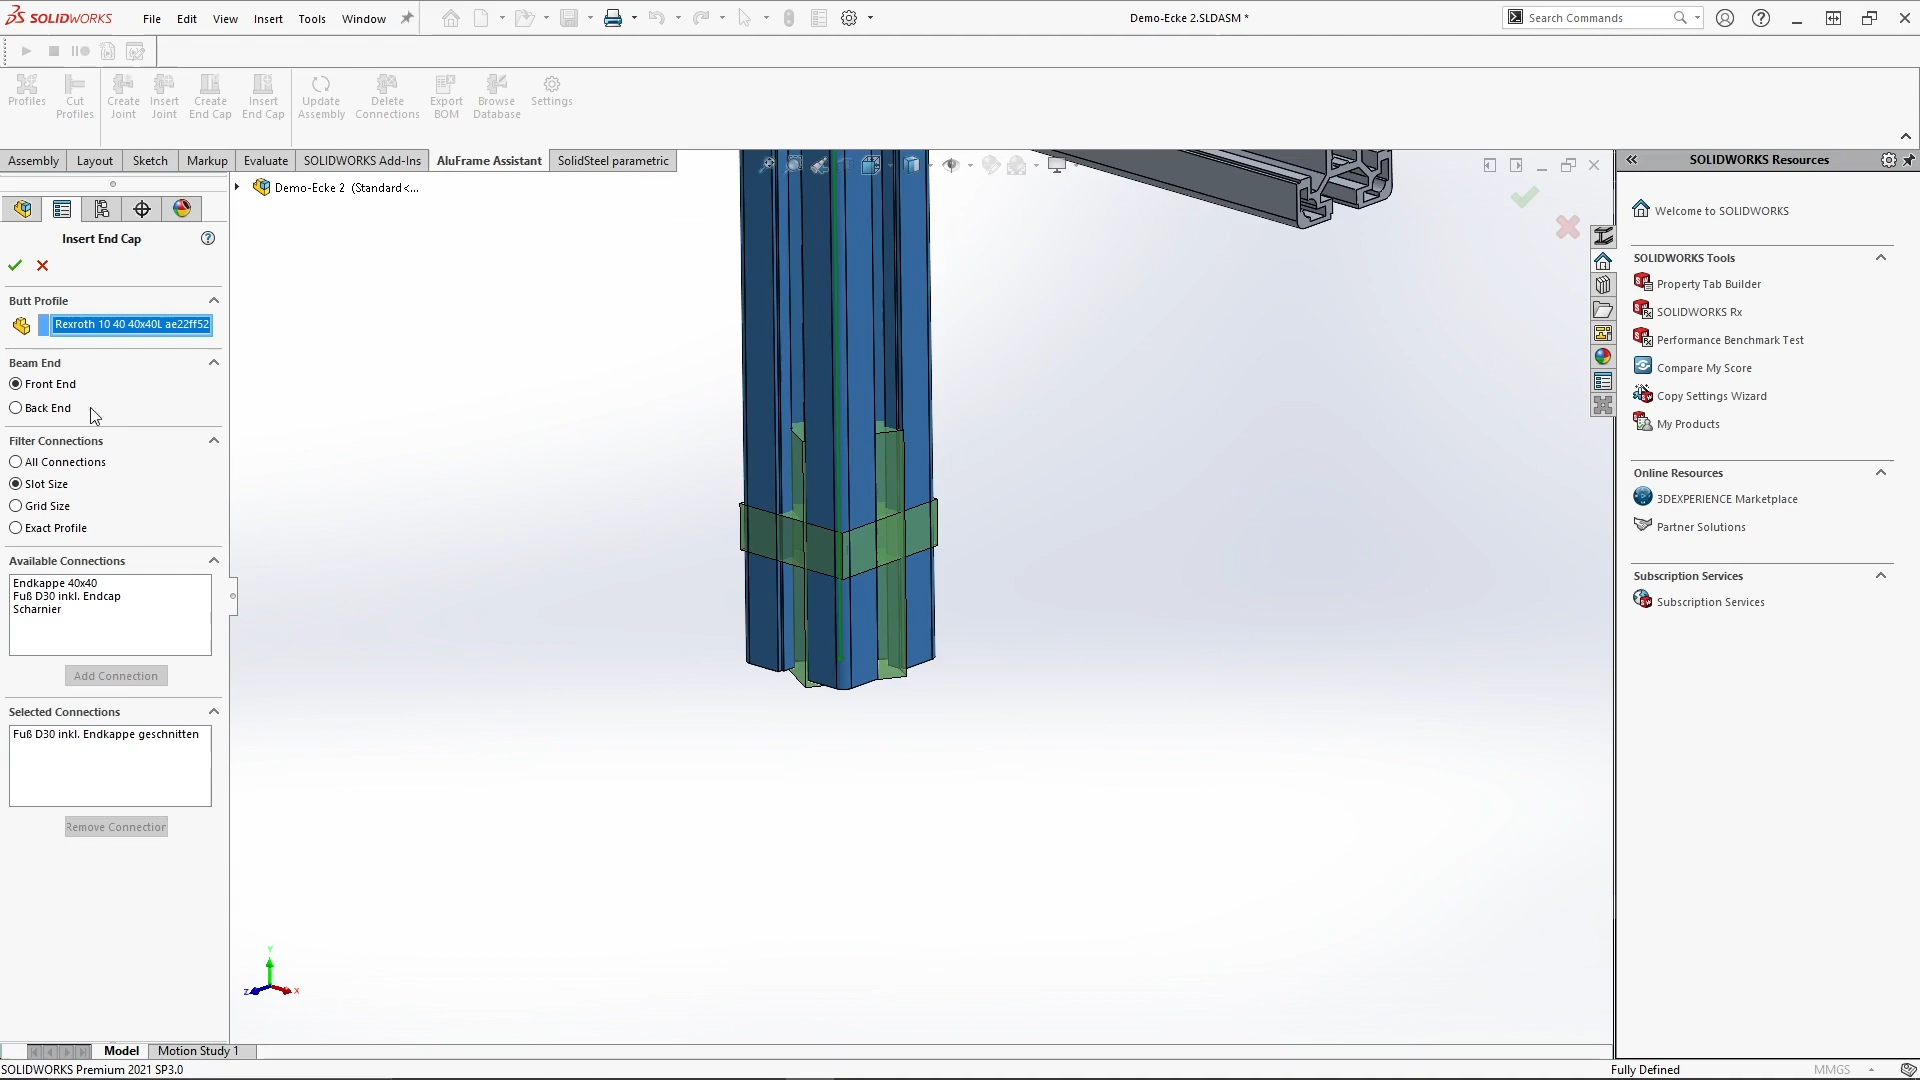 SOLIDWORKS
File Edit View Insert Tools Window
Demo-Ecke 2.SLDASM *
Search Commands
Profiles
Cut Profiles
Create Joint
Insert Joint
Create End Cap
Insert End Cap
Update Assembly
Delete Connections
Export BOM
Browse Database
Settings
Assembly Layout Sketch Markup Evaluate SOLIDWORKS Add-Ins AluFrame Assistant SolidSteel parametric
Demo-Ecke 2 (Standard<...
Insert End Cap
Butt Profile
Rexroth 10 40 40x40L ae22ff52
Beam End
Front End
Back End
Filter Connections
All Connections
Slot Size
Grid Size
Exact Profile
Available Connections
Endkappe 40x40
Fuß D30 inkl. Endcap
Scharnier
Add Connection
Selected Connections
Fuß D30 inkl. Endkappe geschnitten
Remove Connection
Y
Z
X
SOLIDWORKS Resources
Welcome to SOLIDWORKS
SOLIDWORKS Tools
Property Tab Builder
SOLIDWORKS Rx
Performance Benchmark Test
Compare My Score
Copy Settings Wizard
My Products
Online Resources
3DEXPERIENCE Marketplace
Partner Solutions
Subscription Services
Subscription Services
Model Motion Study 1
SOLIDWORKS Premium 2021 SP3.0
Fully Defined
MMGS